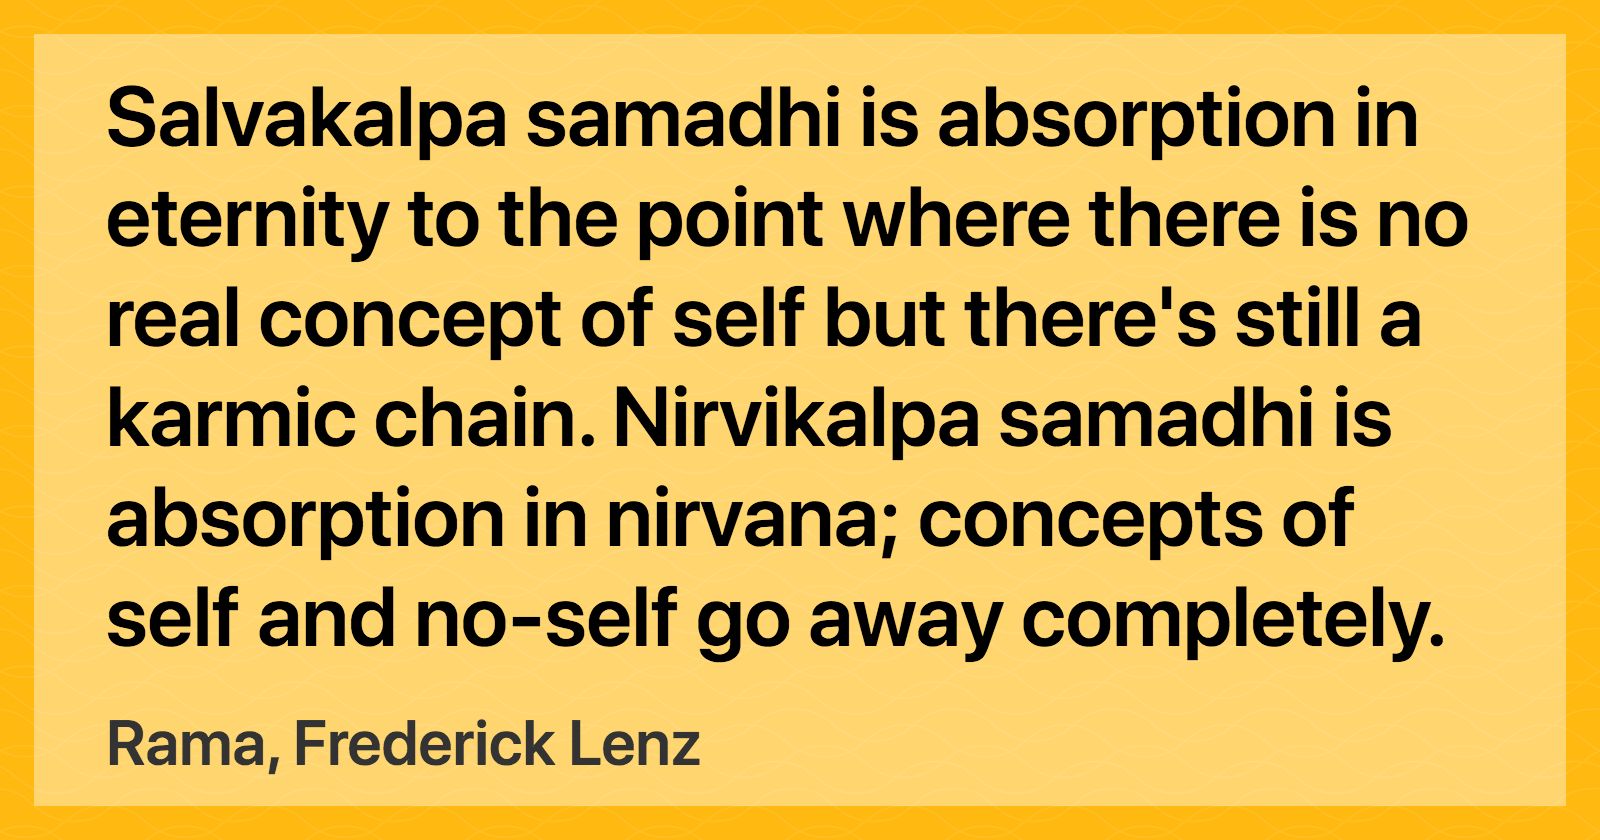 Salvakalpa samadhi is absorption in
eternity to the point where there is no
real concept of self but there's still a
karmic chain. Nirvikalpa samadhi is
absorption in nirvana; concepts of
self and no-self go away completely.
Rama, Frederick Lenz